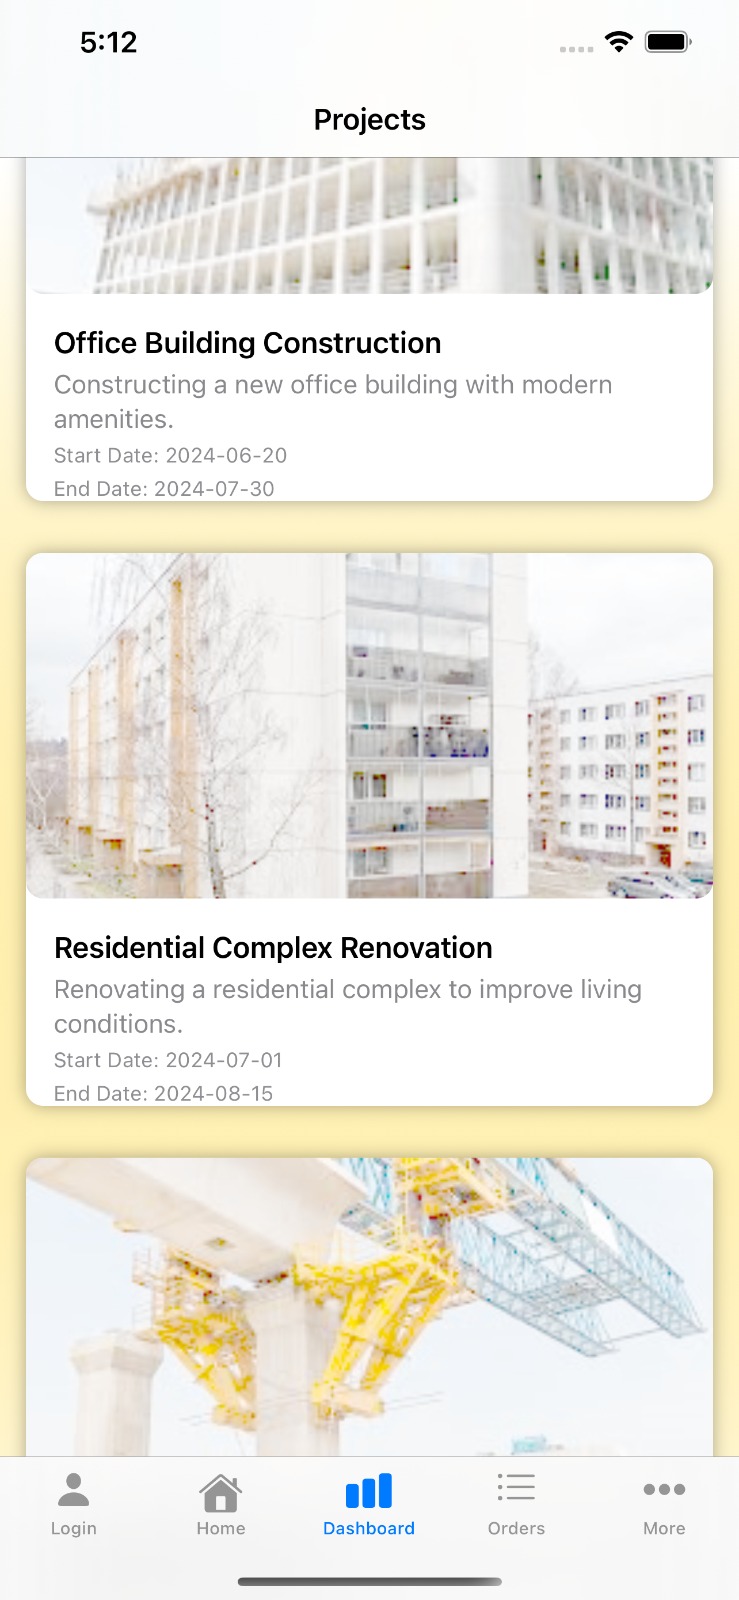 5:12
Projects
Office Building Construction
Constructing a new office building with modern
amenities.
Start Date: 2024-06-20
End Date: 2024-07-30
Residential Complex Renovation
Renovating a residential complex to improve living
conditions.
Start Date: 2024-07-01
End Date: 2024-08-15
Login
Home
Dashboard
Orders
More